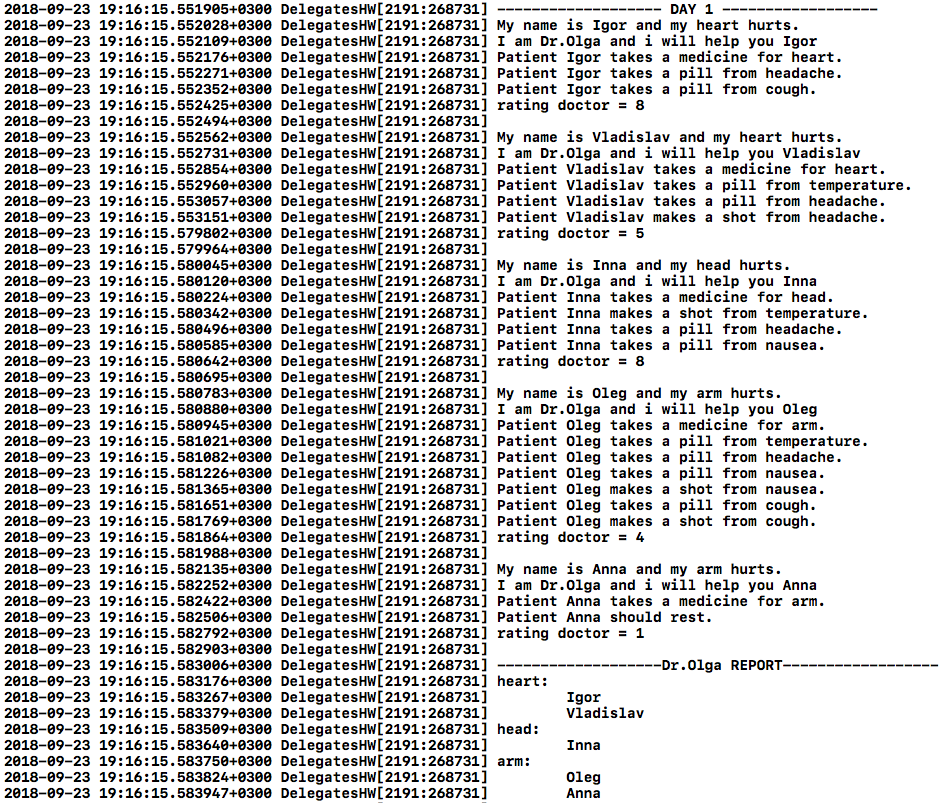 2018-09-23 19:16:15.551905+0300 DelegatesHW[2191:268731] ------------------- DAY 1 ------------------
2018-09-23 19:16:15.552028+0300 DelegatesHW[2191:268731] My name is Igor and my heart hurts.
2018-09-23 19:16:15.552109+0300 DelegatesHW[2191:268731] I am Dr.Olga and i will help you Igor
2018-09-23 19:16:15.552176+0300 DelegatesHW[2191:268731] Patient Igor takes a medicine for heart.
2018-09-23 19:16:15.552271+0300 DelegatesHW[2191:268731] Patient Igor takes a pill from headache.
2018-09-23 19:16:15.552352+0300 DelegatesHW[2191:268731] Patient Igor takes a pill from cough.
2018-09-23 19:16:15.552425+0300 DelegatesHW[2191:268731] rating doctor = 8
2018-09-23 19:16:15.552494+0300 DelegatesHW[2191:268731]
2018-09-23 19:16:15.552562+0300 DelegatesHW[2191:268731] My name is Vladislav and my heart hurts.
2018-09-23 19:16:15.552731+0300 DelegatesHW[2191:268731] I am Dr.Olga and i will help you Vladislav
2018-09-23 19:16:15.552854+0300 DelegatesHW[2191:268731] Patient Vladislav takes a medicine for heart.
2018-09-23 19:16:15.552960+0300 DelegatesHW[2191:268731] Patient Vladislav takes a pill from temperature.
2018-09-23 19:16:15.553057+0300 DelegatesHW[2191:268731] Patient Vladislav takes a pill from headache.
2018-09-23 19:16:15.553151+0300 DelegatesHW[2191:268731] Patient Vladislav makes a shot from headache.
2018-09-23 19:16:15.579802+0300 DelegatesHW[2191:268731] rating doctor = 5
2018-09-23 19:16:15.579964+0300 DelegatesHW[2191:268731]
2018-09-23 19:16:15.580045+0300 DelegatesHW[2191:268731] My name is Inna and my head hurts.
2018-09-23 19:16:15.580120+0300 DelegatesHW[2191:268731] I am Dr.Olga and i will help you Inna
2018-09-23 19:16:15.580224+0300 DelegatesHW[2191:268731] Patient Inna takes a medicine for head.
2018-09-23 19:16:15.580342+0300 DelegatesHW[2191:268731] Patient Inna makes a shot from temperature.
2018-09-23 19:16:15.580496+0300 DelegatesHW[2191:268731] Patient Inna takes a pill from headache.
2018-09-23 19:16:15.580585+0300 DelegatesHW[2191:268731] Patient Inna takes a pill from nausea.
2018-09-23 19:16:15.580642+0300 DelegatesHW[2191:268731] rating doctor = 8
2018-09-23 19:16:15.580695+0300 DelegatesHW[2191:268731]
2018-09-23 19:16:15.580783+0300 DelegatesHW[2191:268731] My name is Oleg and my arm hurts.
2018-09-23 19:16:15.580880+0300 DelegatesHW[2191:268731] I am Dr.Olga and i will help you Oleg
2018-09-23 19:16:15.580945+0300 DelegatesHW[2191:268731] Patient Oleg takes a medicine for arm.
2018-09-23 19:16:15.581021+0300 DelegatesHW[2191:268731] Patient Oleg takes a pill from temperature.
2018-09-23 19:16:15.581082+0300 DelegatesHW[2191:268731] Patient Oleg takes a pill from headache.
2018-09-23 19:16:15.581226+0300 DelegatesHW[2191:268731] Patient Oleg takes a pill from nausea.
2018-09-23 19:16:15.581365+0300 DelegatesHW[2191:268731] Patient Oleg makes a shot from nausea.
2018-09-23 19:16:15.581651+0300 DelegatesHW[2191:268731] Patient Oleg takes a pill from cough.
2018-09-23 19:16:15.581769+0300 DelegatesHW[2191:268731] Patient Oleg makes a shot from cough.
2018-09-23 19:16:15.581864+0300 DelegatesHW[2191:268731] rating doctor = 4
2018-09-23 19:16:15.581988+0300 DelegatesHW[2191:268731]
2018-09-23 19:16:15.582135+0300 DelegatesHW[2191:268731] My name is Anna and my arm hurts.
2018-09-23 19:16:15.582252+0300 DelegatesHW[2191:268731] I am Dr.Olga and i will help you Anna
2018-09-23 19:16:15.582422+0300 DelegatesHW[2191:268731] Patient Anna takes a medicine for arm.
2018-09-23 19:16:15.582506+0300 DelegatesHW[2191:268731] Patient Anna should rest.
2018-09-23 19:16:15.582792+0300 DelegatesHW[2191:268731] rating doctor = 1
2018-09-23 19:16:15.582903+0300 DelegatesHW[2191:268731]
2018-09-23 19:16:15.583006+0300 DelegatesHW[2191:268731] -------------------Dr.Olga REPORT------------------
2018-09-23 19:16:15.583176+0300 DelegatesHW[2191:268731] heart:
2018-09-23 19:16:15.583267+0300 DelegatesHW[2191:268731] Igor
2018-09-23 19:16:15.583379+0300 DelegatesHW[2191:268731] Vladislav
2018-09-23 19:16:15.583509+0300 DelegatesHW[2191:268731] head:
2018-09-23 19:16:15.583640+0300 DelegatesHW[2191:268731] Inna
2018-09-23 19:16:15.583750+0300 DelegatesHW[2191:268731] arm:
2018-09-23 19:16:15.583824+0300 DelegatesHW[2191:268731] Oleg
2018-09-23 19:16:15.583947+0300 DelegatesHW[2191:268731] Anna